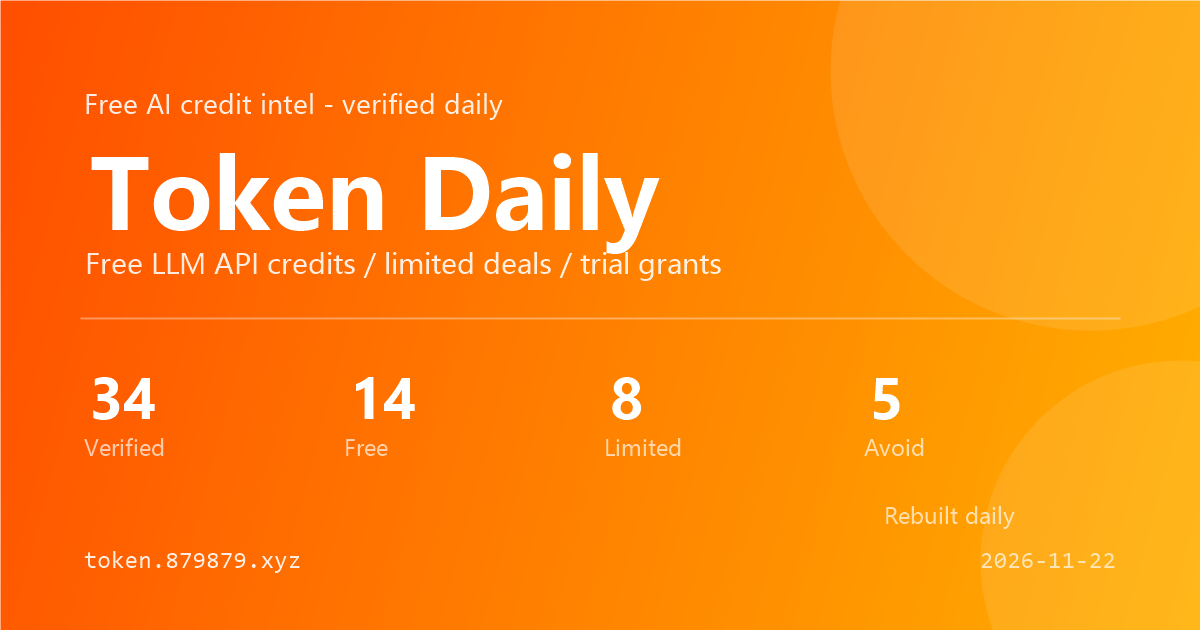 Free AI credit intel - verified daily
Token Daily
Free LLM API credits / limited deals / trial grants
34
Verified
14
Free
8
Limited
5
Avoid
Rebuilt daily
token.879879.xyz
2026-11-22